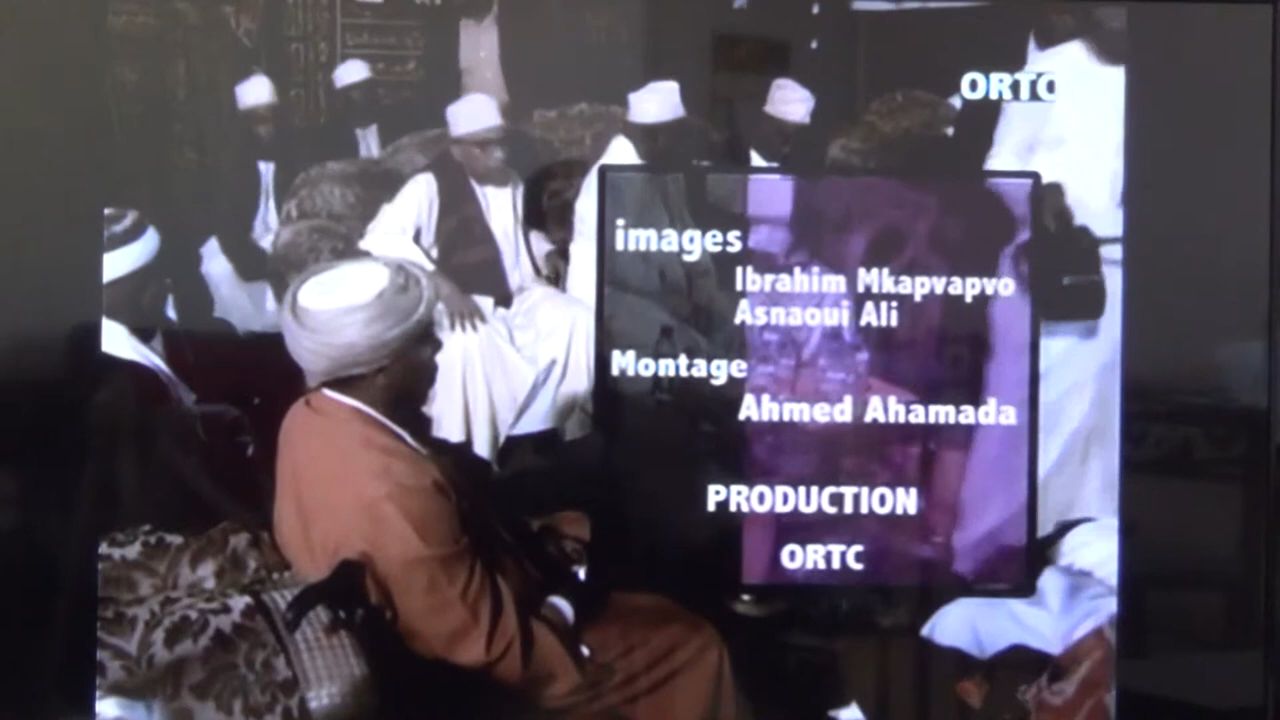 ORTC
images
Ibrahim Mkapvapvo
Asnaoui Ali
Montage
Ahmed Ahamada
PRODUCTION
ORTC